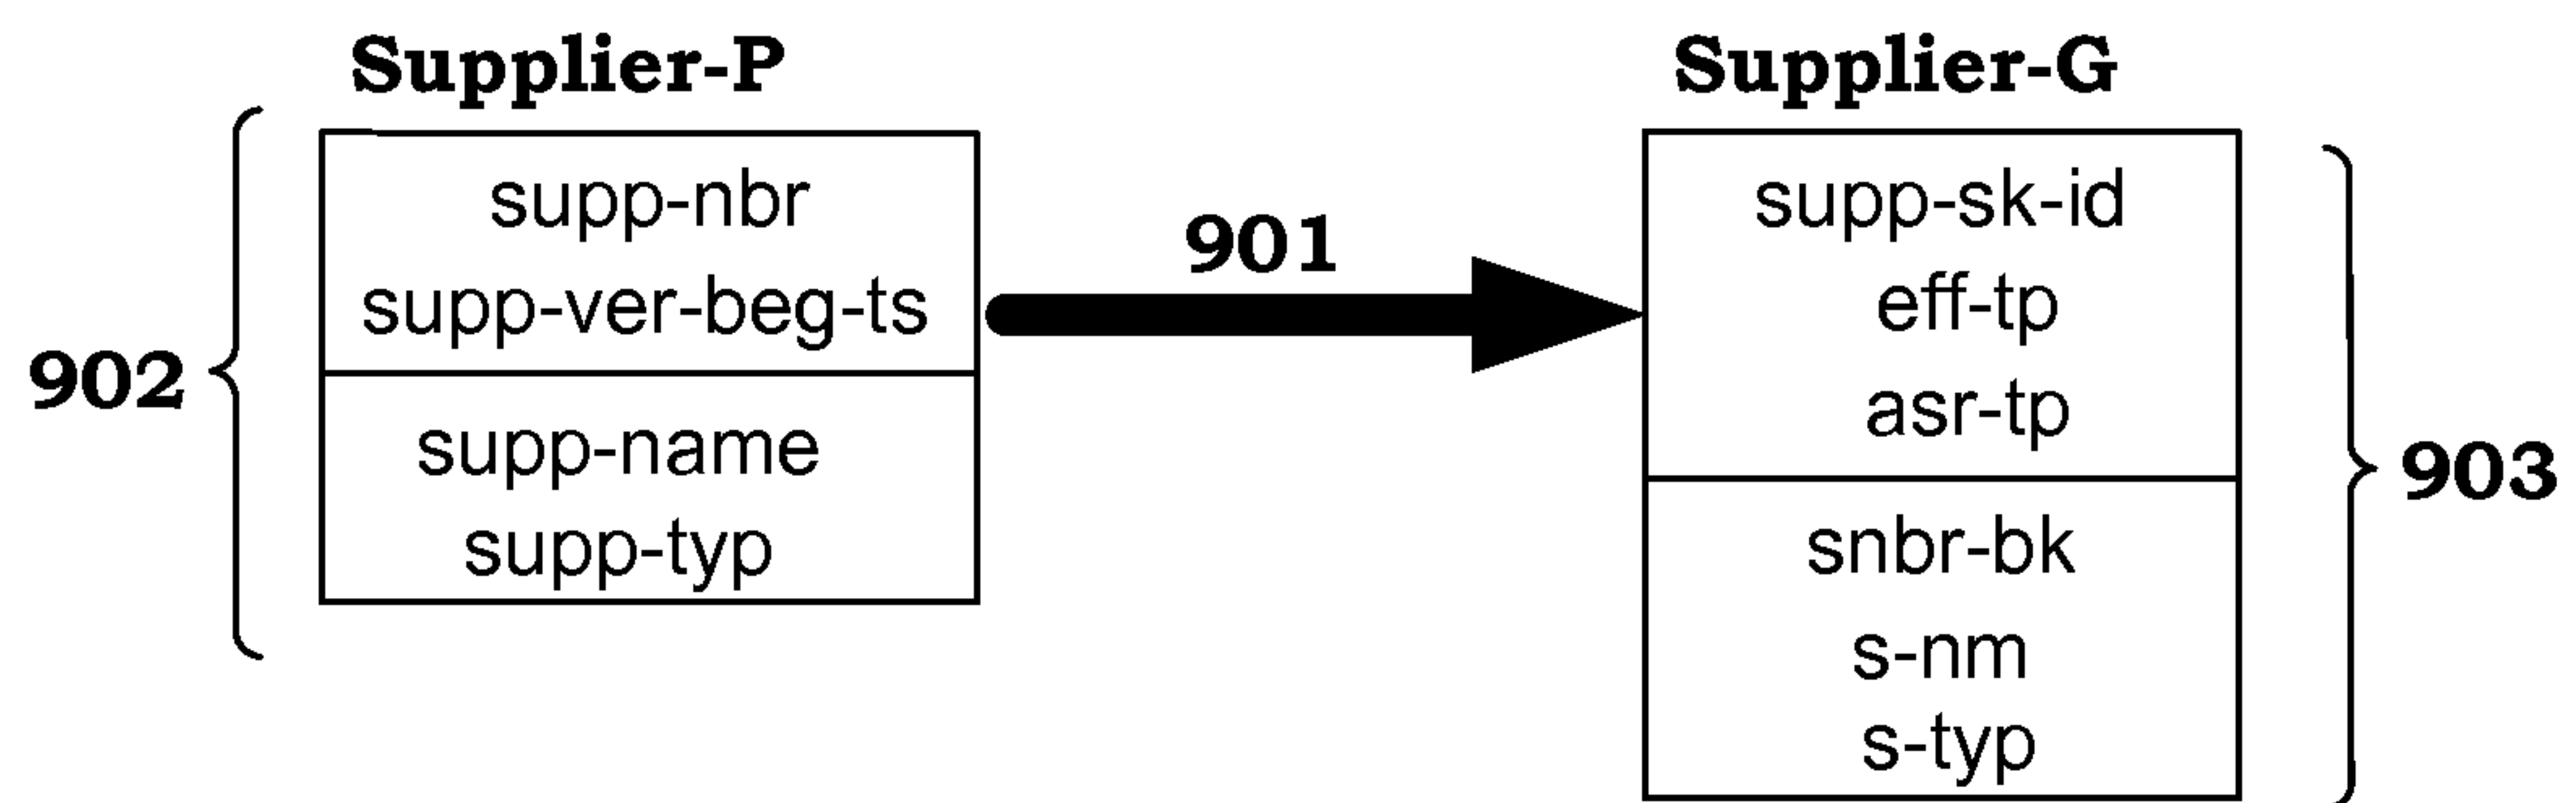 Supplier-P
902
supp-nbr
supp-ver-beg-ts
supp-name
supp-typ
901
Supplier-G
supp-sk-id
eff-tp
asr-tp
snbr-bk
s-nm
s-typ
903